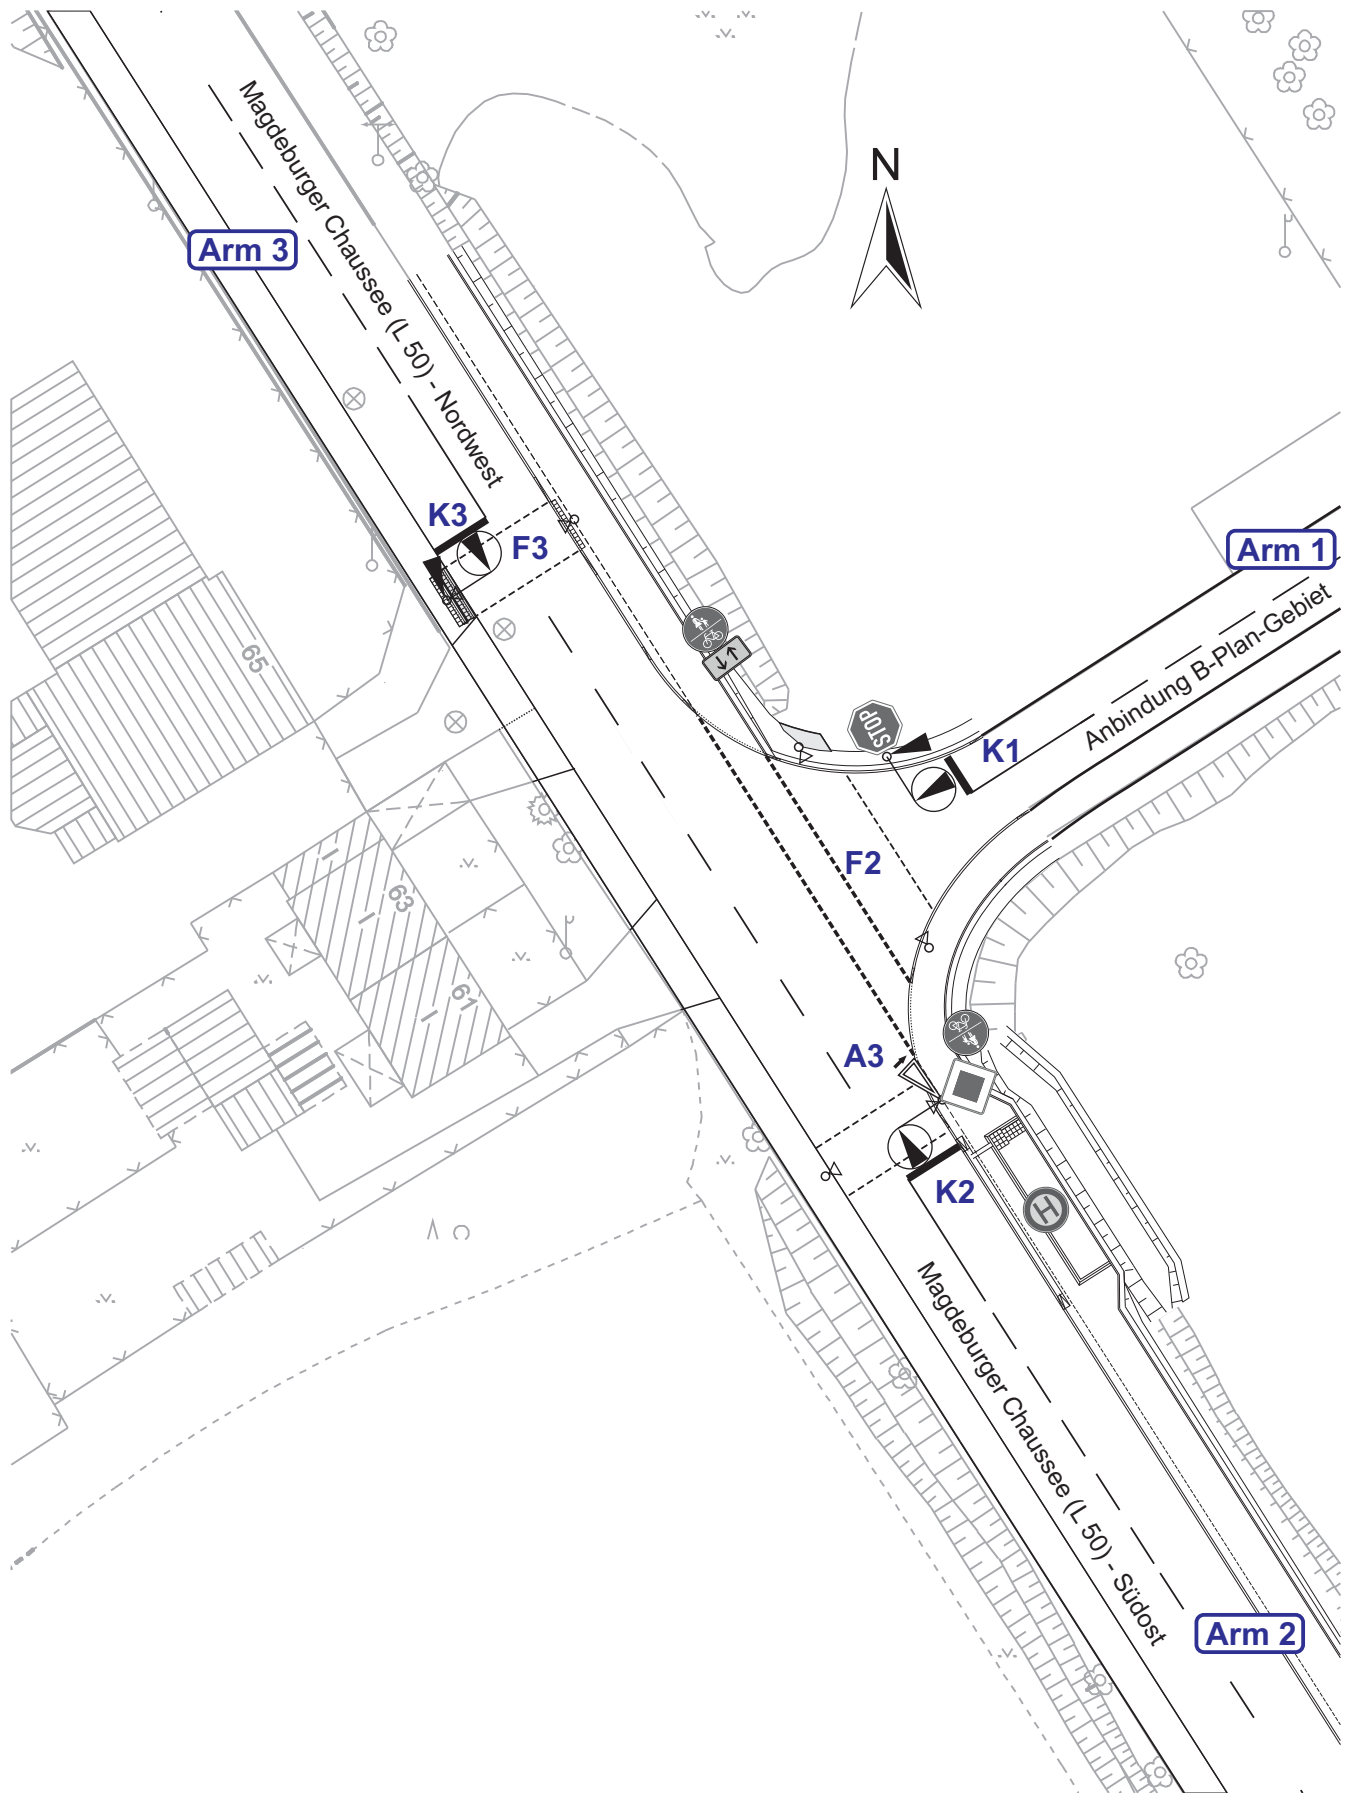 N
Magdeburger Chaussee (L 50) - Nordwest
Arm 3
K3
F3
Arm 1
Anbindung B-Plan-Gebiet
STOP
K1
65
F2
63
61
A3
K2
H
Magdeburger Chaussee (L 50) - Südost
Arm 2